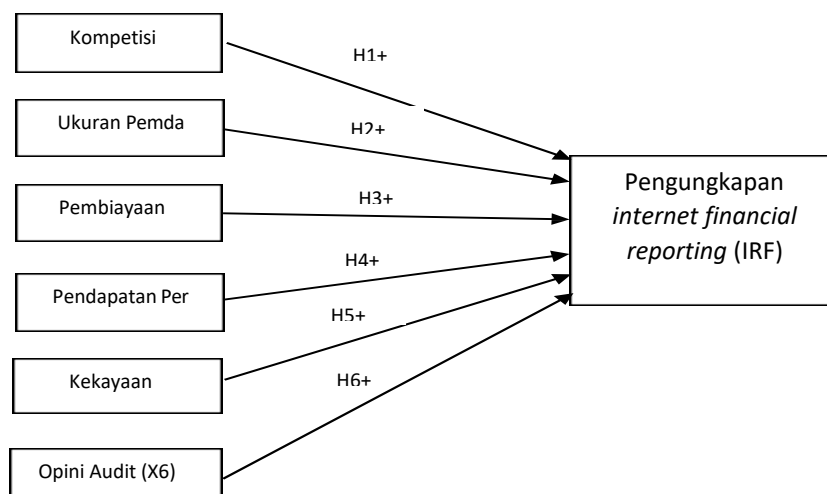 Kompetisi
H1+
Ukuran Pemda
H2+
Pembiayaan
H3+
Pendapatan Per
H4+
Kekayaan
H5+
Opini Audit (X6)
H6+
Pengungkapan
internet financial
reporting (IRF)